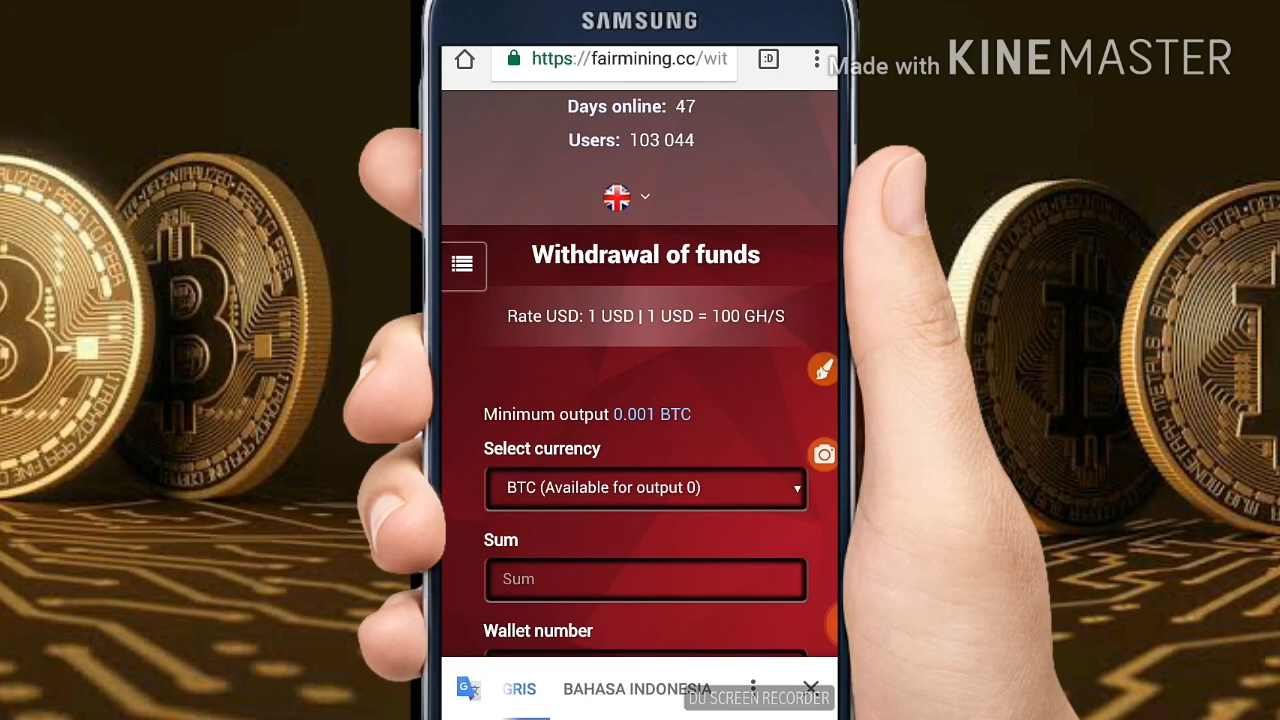 SAMSUNG
Made with KINEMASTER
https://fairmining.cc/wit
:D
Days online: 47
Users: 103 044
Withdrawal of funds
Rate USD: 1 USD | 1 USD = 100 GH/S
Minimum output 0.001 BTC
Select currency
BTC (Available for output 0)
Sum
Sum
Wallet number
GRIS
BAHASA INDONESIA
DU SCREEN RECORDER